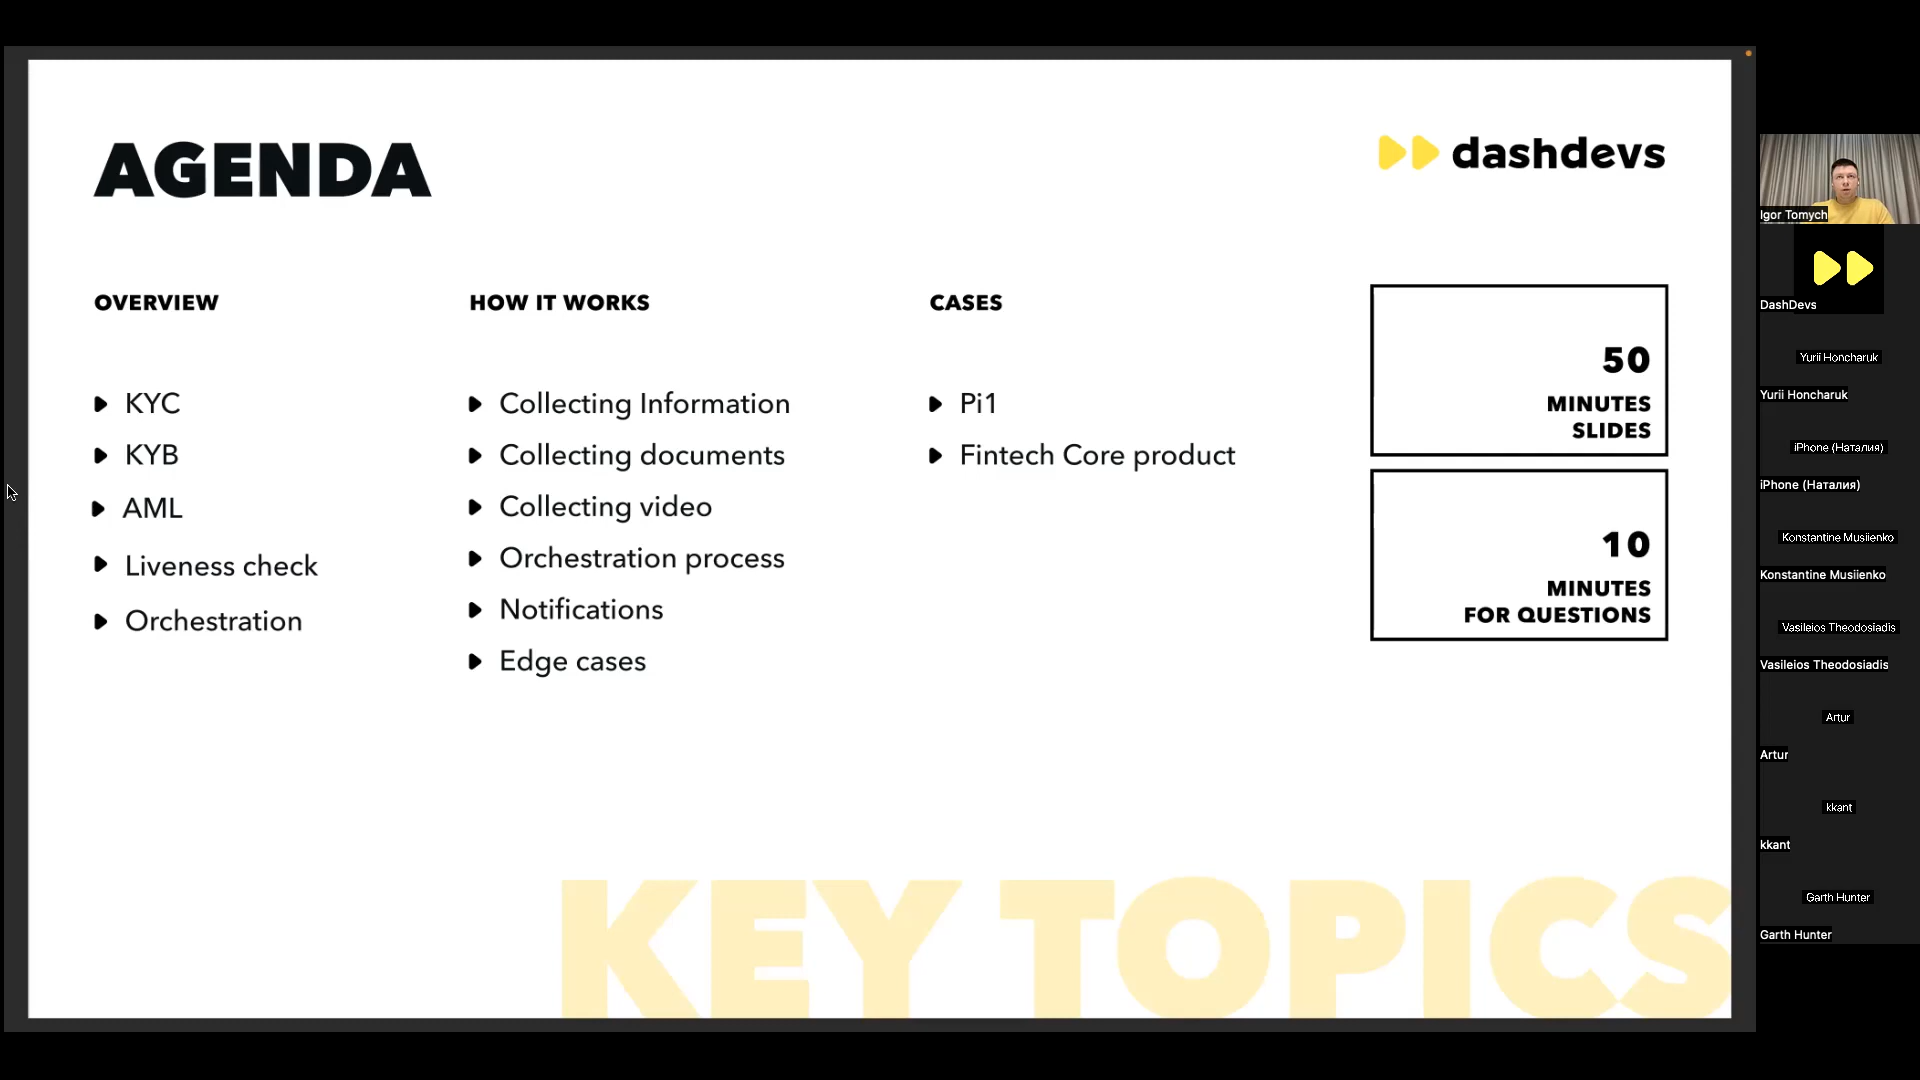 AGENDA
dashdevs
OVERVIEW
KYC
KYB
AML
Liveness check
Orchestration
HOW IT WORKS
Collecting Information
Collecting documents
Collecting video
Orchestration process
Notifications
Edge cases
CASES
Pi1
Fintech Core product
50
MINUTES
SLIDES
10
MINUTES
FOR QUESTIONS
KEY TOPICS
Igor Tomych
DashDevs
Yurii Honcharuk
Yurii Honcharuk
iPhone (Наталия)
iPhone (Наталия)
Konstantine Musiienko
Konstantine Musiienko
Vasileios Theodosiadis
Vasileios Theodosiadis
Artur
Artur
kkant
kkant
Garth Hunter
Garth Hunter